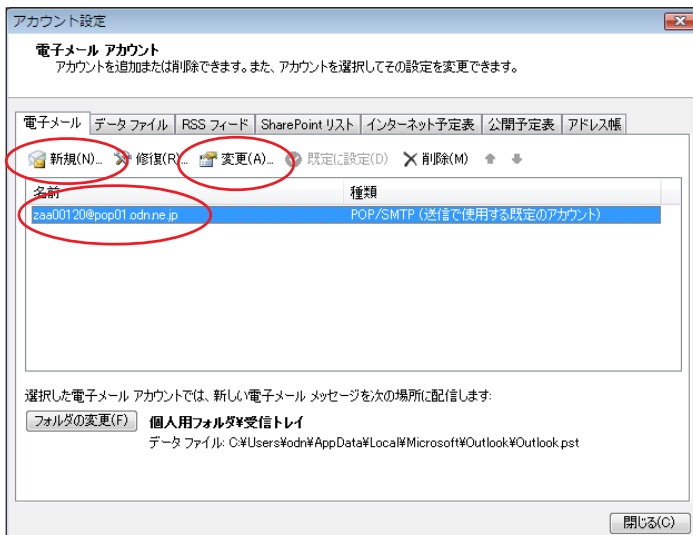 アカウント設定
電子メール アカウント
アカウントを追加または削除できます。また、アカウントを選択してその設定を変更できます。
電子メール データ ファイル RSS フィード SharePoint リスト インターネット予定表 公開予定表 アドレス帳
新規(N)... 修復(R)... 変更(A)... 既定に設定(D) 削除(M)
名前 種類
zaa00120@pop01.odn.ne.jp POP/SMTP (送信で使用する既定のアカウント)
選択した電子メール アカウントでは、新しい電子メール メッセージを次の場所に配信します:
フォルダの変更(F) 個人用フォルダ¥受信トレイ
データ ファイル: C:¥Users¥odn¥AppData¥Local¥Microsoft¥Outlook¥Outlook.pst
閉じる(C)